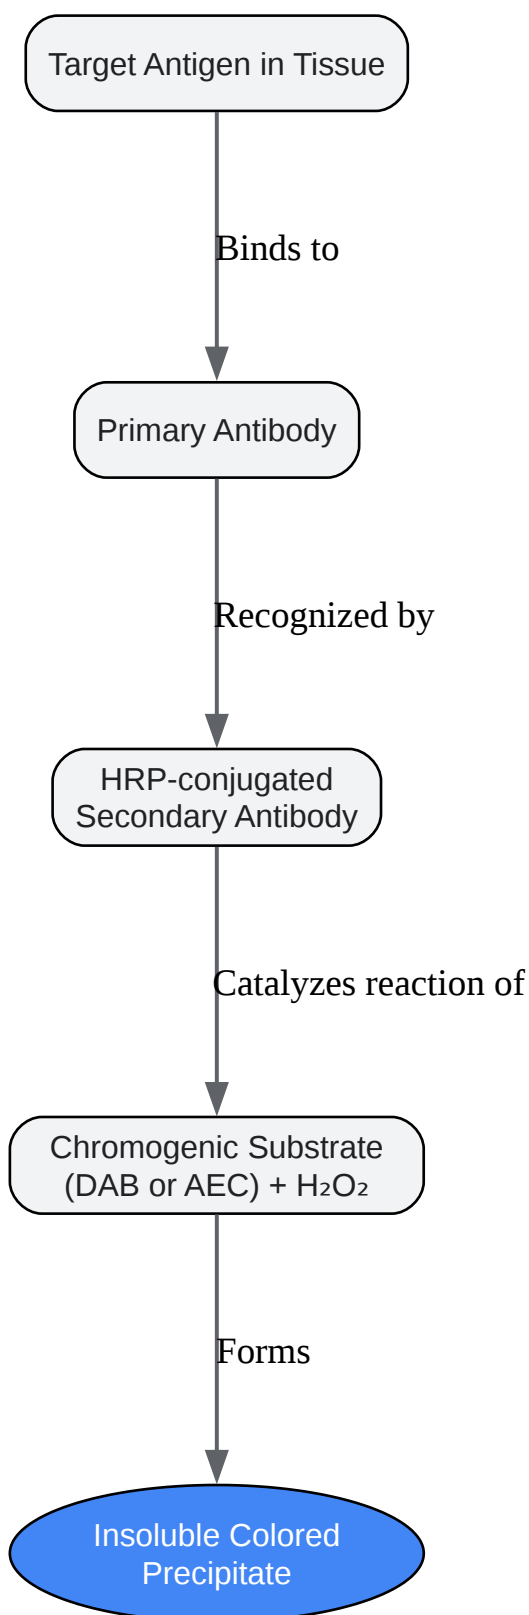 Target Antigen in Tissue
Binds to
Primary Antibody
Recognized by
HRP-conjugated
Secondary Antibody
Catalyzes reaction of
Chromogenic Substrate
(DAB or AEC) + H₂O₂
Forms
Insoluble Colored
Precipitate